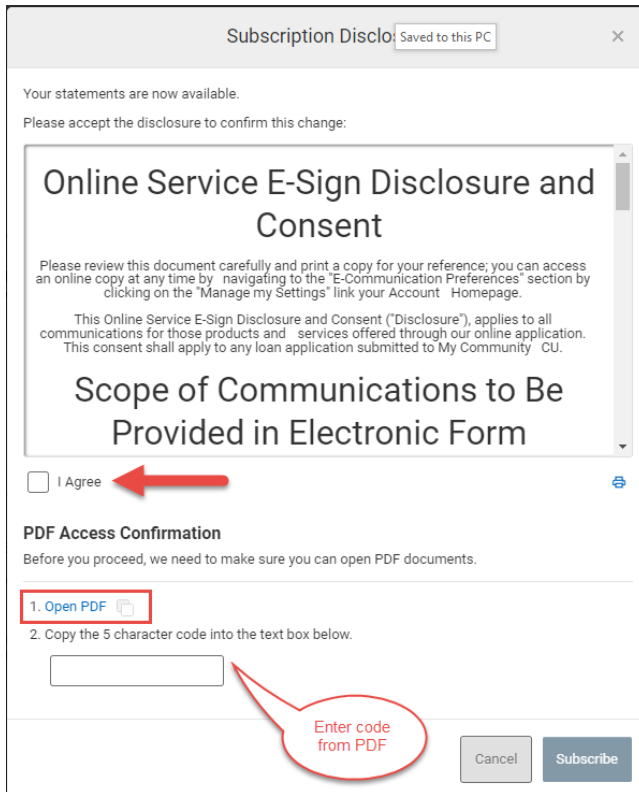 Subscription Disclo
Saved to this PC
Your statements are now available.
Please accept the disclosure to confirm this change:
Online Service E-Sign Disclosure and
Consent
Please review this document carefully and print a copy for your reference; you can access
an online copy at any time by navigating to the "E-Communication Preferences" section by
clicking on the "Manage my Settings" link your Account Homepage.
This Online Service E-Sign Disclosure and Consent ("Disclosure"), applies to all
communications for those products and services offered through our online application.
This consent shall apply to any loan application submitted to My Community CU.
Scope of Communications to Be
Provided in Electronic Form
I Agree
PDF Access Confirmation
Before you proceed, we need to make sure you can open PDF documents.
1. Open PDF
2. Copy the 5 character code into the text box below.
Enter code
from PDF
Cancel
Subscribe